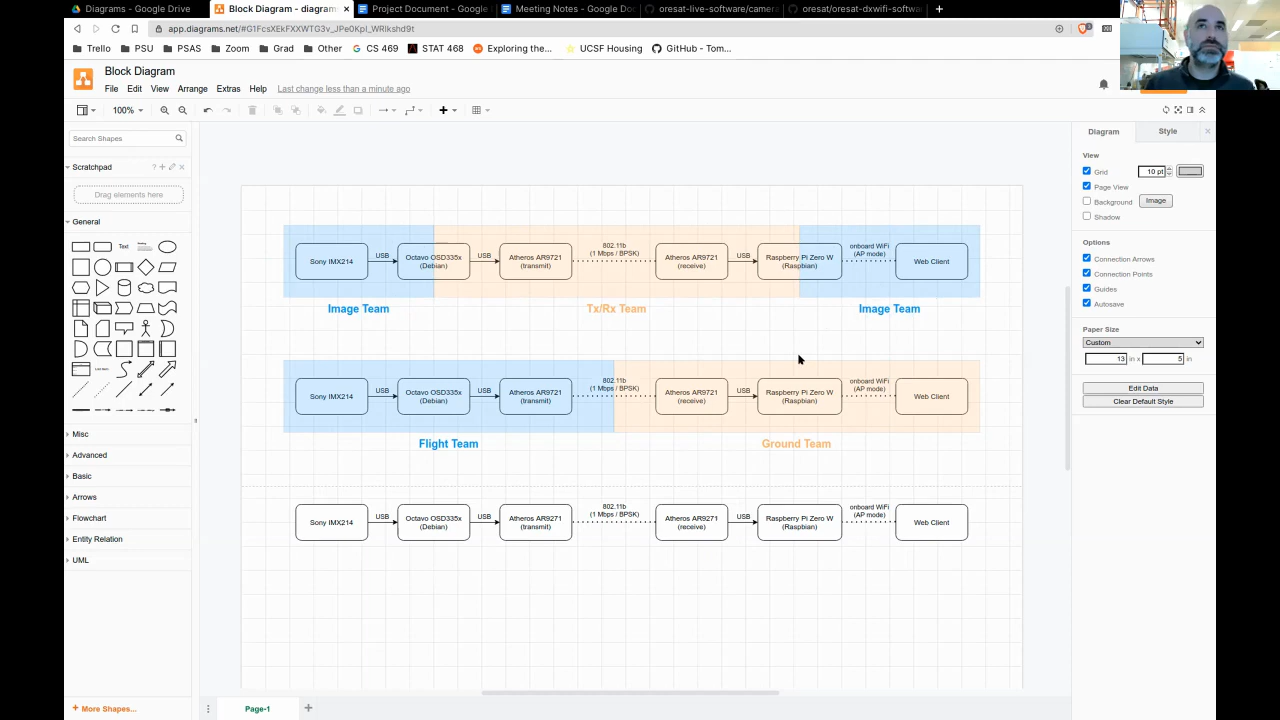 Diagrams - Google Drive
Block Diagram - diagram
Project Document - Google
Meeting Notes - Google Do
oresat-live-software/camera
oresat/oresat-dxwifi-softwa
app.diagrams.net/#G1FcsXEkFXXWTG3v_JPe0Kpl_WRlkshd9t
Trello
PSU
PSAS
Zoom
Grad
Other
CS 469
STAT 468
Exploring the...
UCSF Housing
GitHub - Tom...
Block Diagram
File
Edit
View
Arrange
Extras
Help
Last change less than a minute ago
100%
Search Shapes
Scratchpad
Drag elements here
General
Text
Misc
Advanced
Basic
Arrows
Flowchart
Entity Relation
UML
+ More Shapes...
Sony IMX214
USB
Octavo OSD335x
(Debian)
USB
Atheros AR9721
(transmit)
802.11b
(1 Mbps / BPSK)
Atheros AR9721
(receive)
USB
Raspberry Pi Zero W
(Raspbian)
onboard WiFi
(AP mode)
Web Client
Image Team
Tx/Rx Team
Image Team
Sony IMX214
USB
Octavo OSD335x
(Debian)
USB
Atheros AR9721
(transmit)
802.11b
(1 Mbps / BPSK)
Atheros AR9721
(receive)
USB
Raspberry Pi Zero W
(Raspbian)
onboard WiFi
(AP mode)
Web Client
Flight Team
Ground Team
Sony IMX214
USB
Octavo OSD335x
(Debian)
USB
Atheros AR9271
(transmit)
802.11b
(1 Mbps / BPSK)
Atheros AR9271
(receive)
USB
Raspberry Pi Zero W
(Raspbian)
onboard WiFi
(AP mode)
Web Client
Page-1
Diagram
Style
View
Grid
10 pt
Page View
Background
Image
Shadow
Options
Connection Arrows
Connection Points
Guides
Autosave
Paper Size
Custom
13 in x 5 in
Edit Data
Clear Default Style